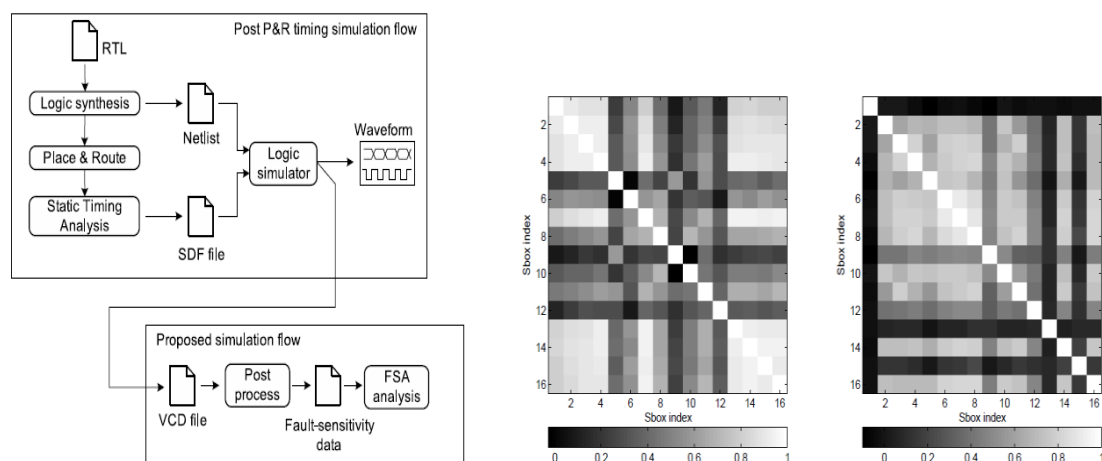 Post P&R timing simulation flow
RTL
Logic synthesis
Netlist
Place & Route
Logic
simulator
Waveform
Static Timing
Analysis
SDF file
Proposed simulation flow
VCD file
Post
process
Fault-sensitivity
data
FSA
analysis
Sbox index
2
4
6
8
10
12
14
16
2 4 6 8 10 12 14 16
Sbox index
0 0.2 0.4 0.6 0.8 1
Sbox index
2
4
6
8
10
12
14
16
2 4 6 8 10 12 14 16
Sbox index
0 0.2 0.4 0.6 0.8 1